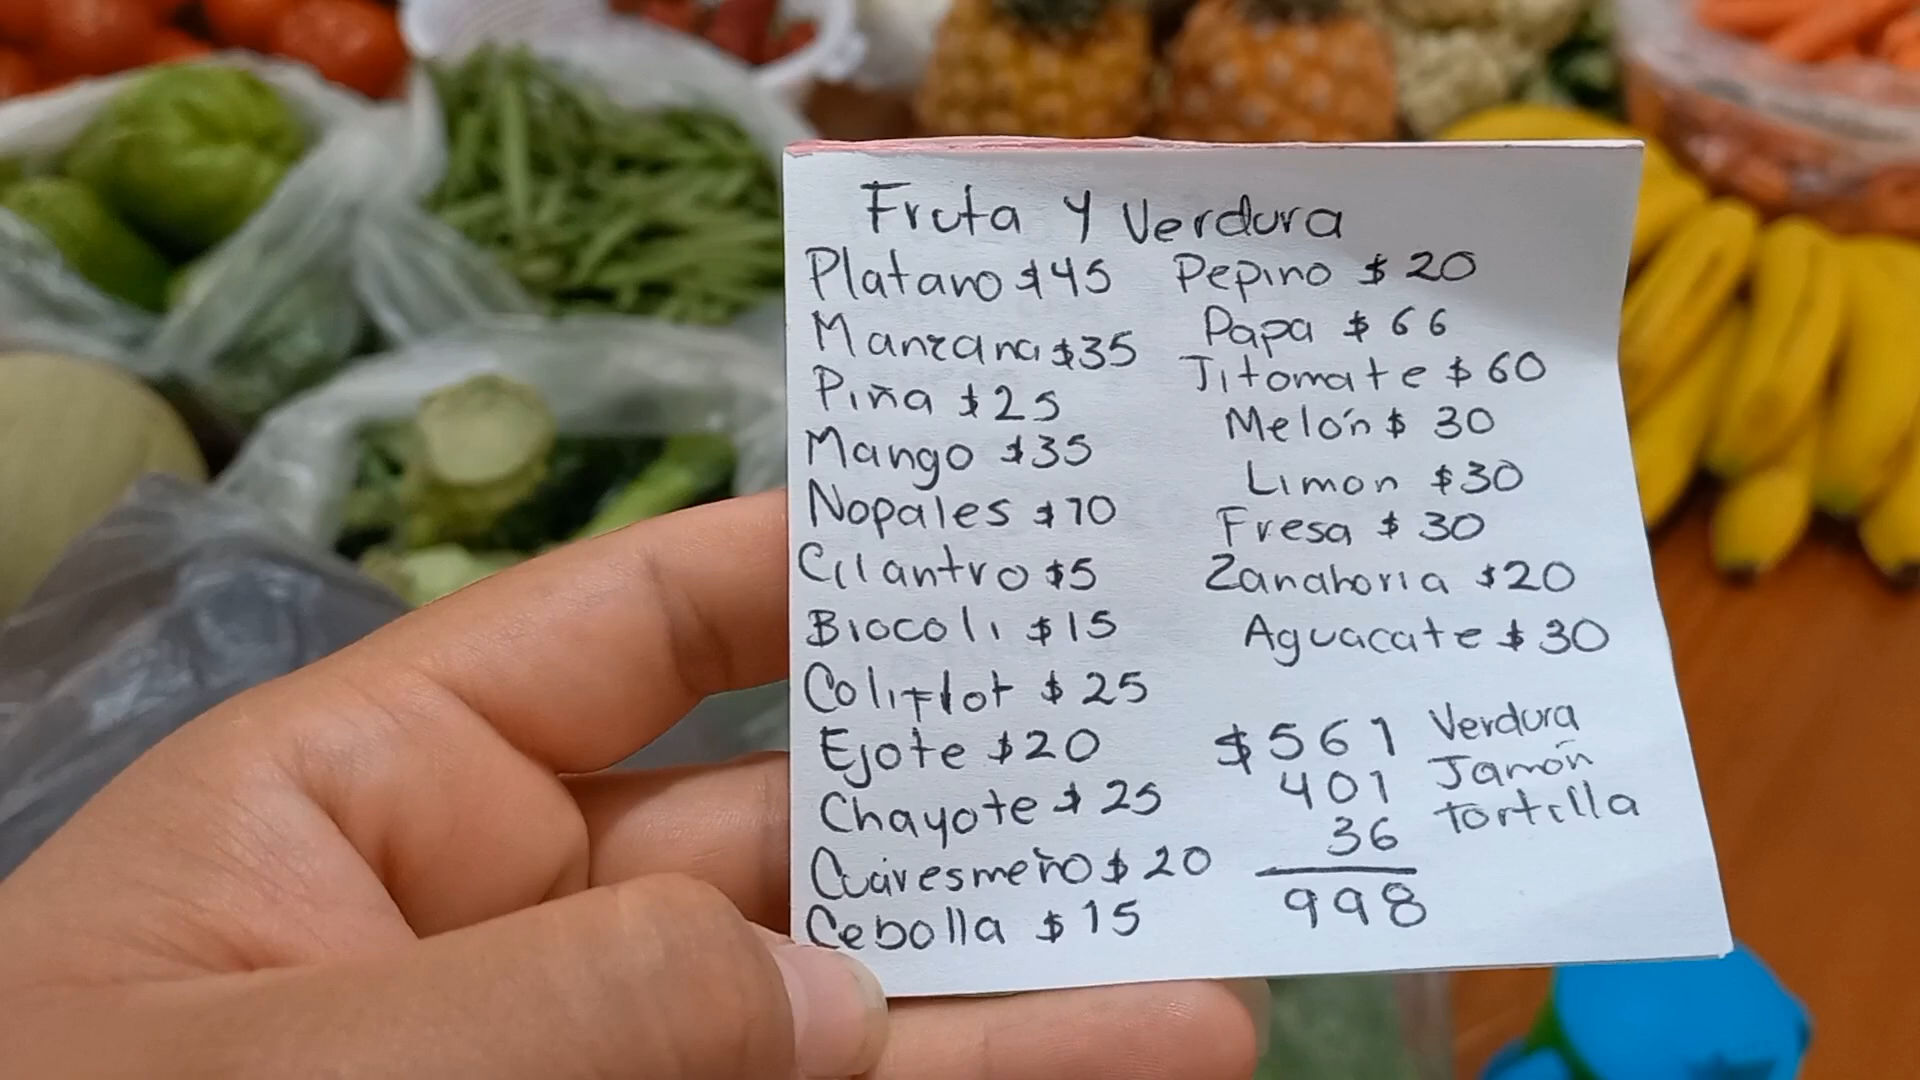 Fruta y Verdura
Platano $45
Manzana $35
Piña $25
Mango $35
Nopales $10
Cilantro $5
Brocoli $15
Coliflor $25
Ejote $20
Chayote $25
Cuaresmeño $20
Cebolla $15
Pepino $20
Papa $66
Jitomate $60
Melón $30
Limon $30
Fresa $30
Zanahoria $20
Aguacate $30
$561 Verdura
401 Jamón
36 tortilla
998